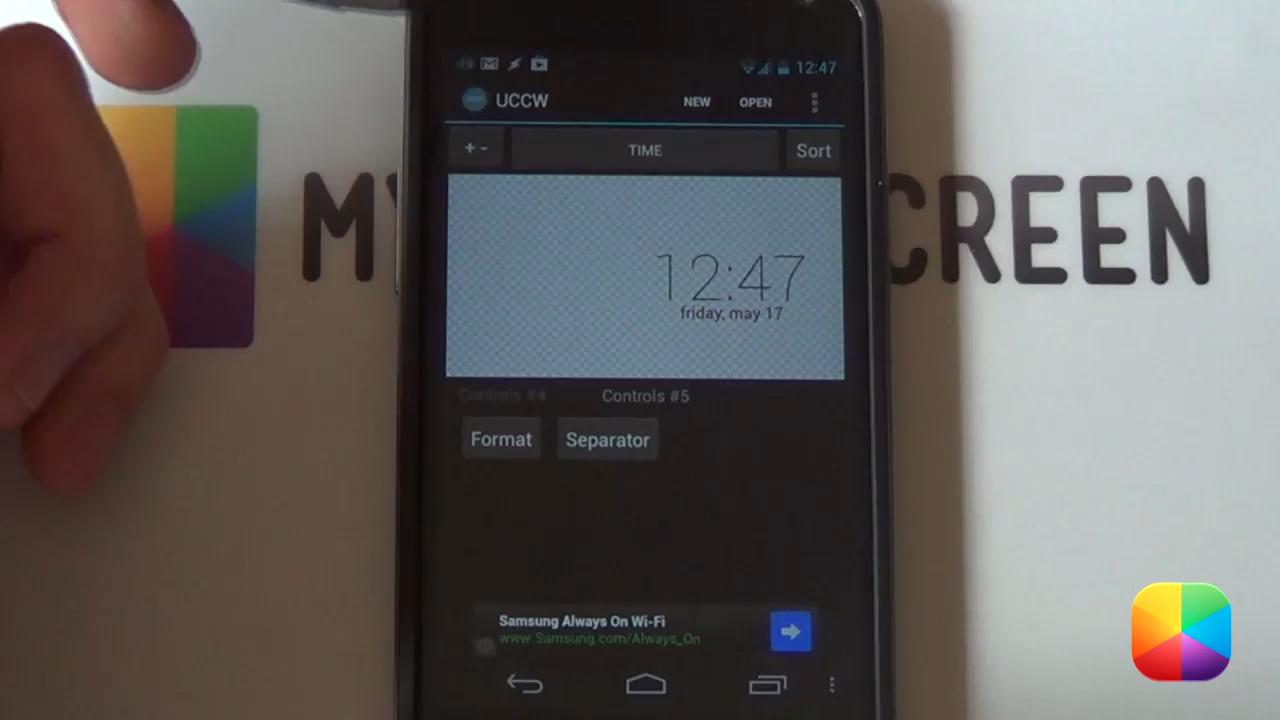 49 12:47
UCCW NEW OPEN
+ - TIME Sort
12:47
friday, may 17
Controls #4 Controls #5
Format Separator
Samsung Always On Wi-Fi
www.Samsung.com/Always_On
MY CREEN